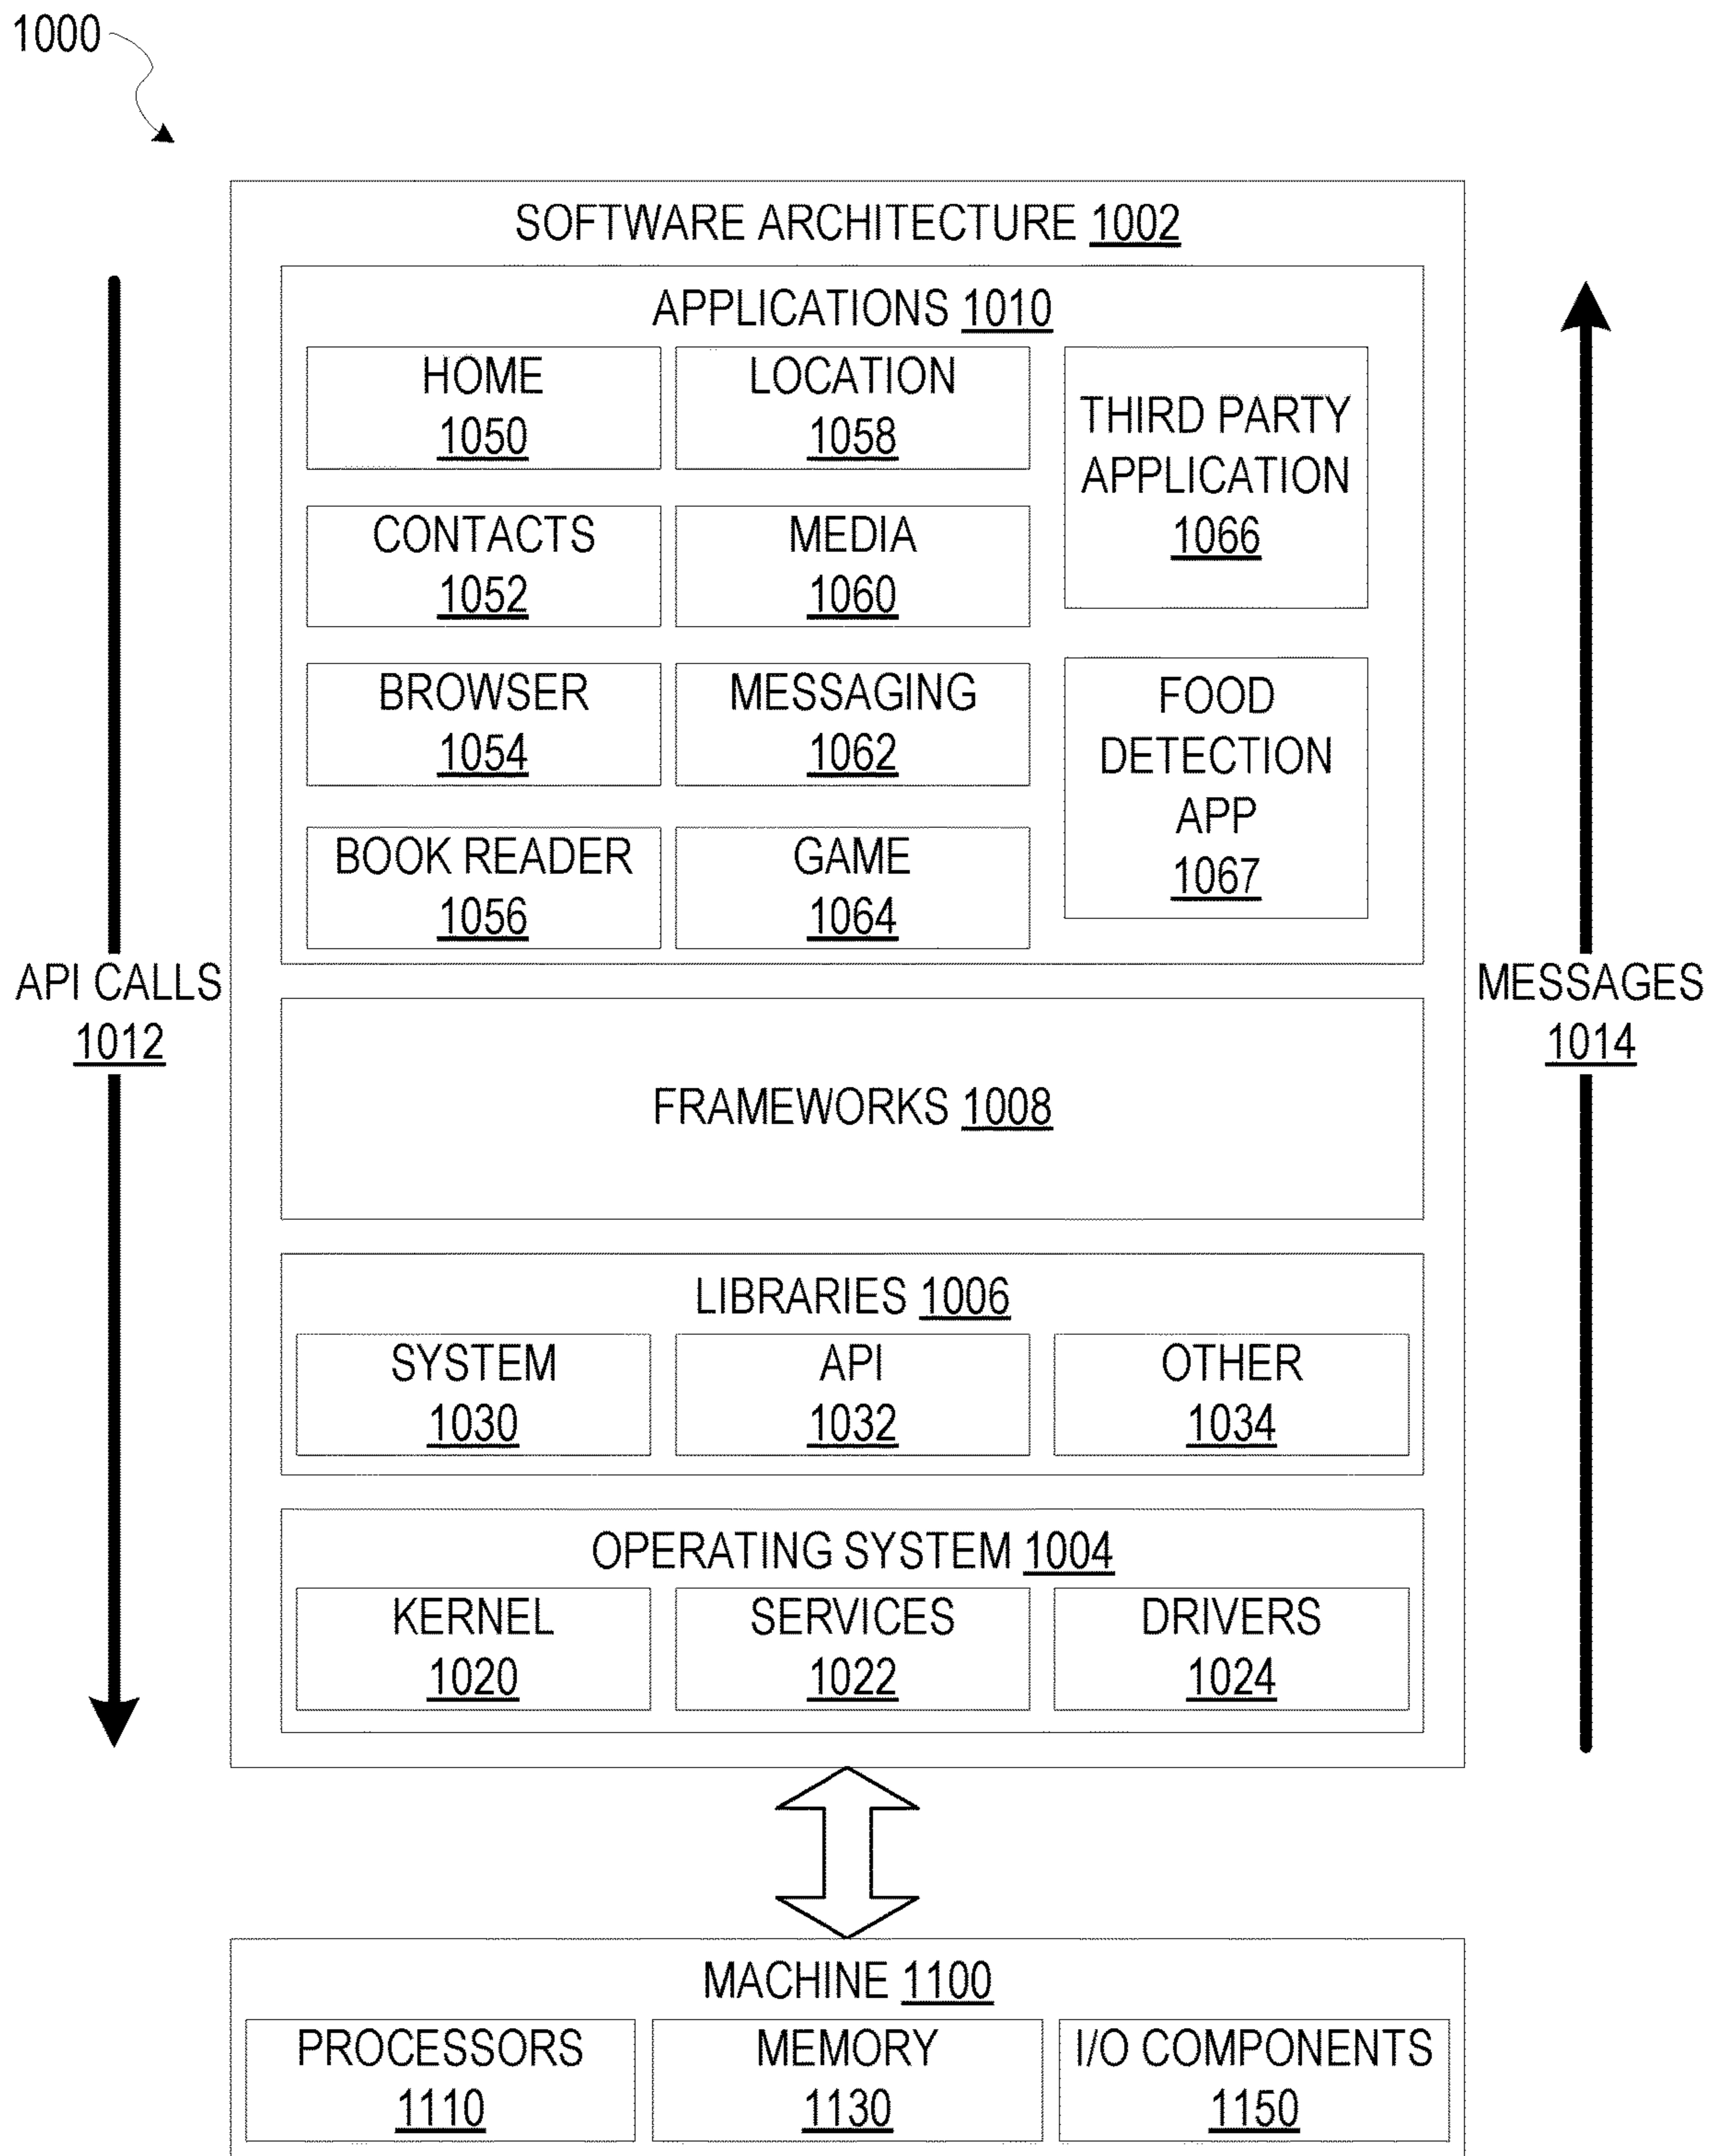 1000
SOFTWARE ARCHITECTURE 1002
APPLICATIONS 1010
HOME
1050
LOCATION
1058
THIRD PARTY
APPLICATION
1066
CONTACTS
1052
MEDIA
1060
BROWSER
1054
MESSAGING
1062
FOOD
DETECTION
APP
1067
BOOK READER
1056
GAME
1064
API CALLS
1012
MESSAGES
1014
FRAMEWORKS 1008
LIBRARIES 1006
SYSTEM
1030
API
1032
OTHER
1034
OPERATING SYSTEM 1004
KERNEL
1020
SERVICES
1022
DRIVERS
1024
MACHINE 1100
PROCESSORS
1110
MEMORY
1130
I/O COMPONENTS
1150